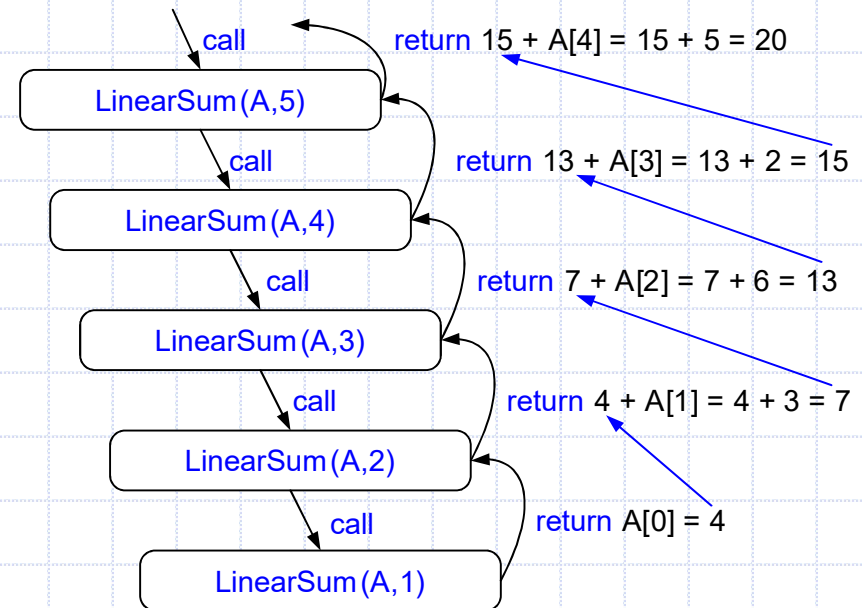 call
return 15 + A[4] = 15 + 5 = 20
LinearSum(A,5)
call
return 13 + A[3] = 13 + 2 = 15
LinearSum(A,4)
call
return 7 + A[2] = 7 + 6 = 13
LinearSum(A,3)
call
return 4 + A[1] = 4 + 3 = 7
LinearSum(A,2)
call
return A[0] = 4
LinearSum(A,1)